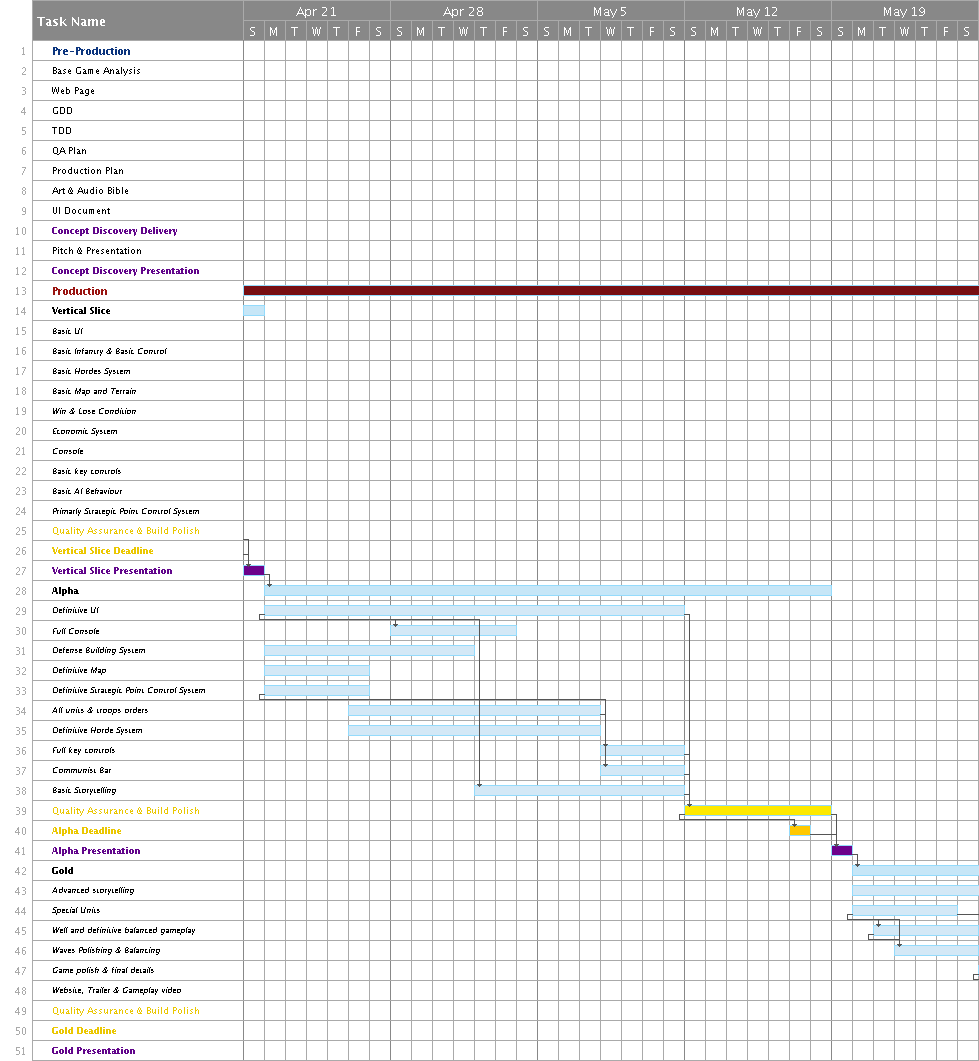 Task Name
Apr 21 Apr 28 May 5 May 12 May 19
S M T W T F S S M T W T F S S M T W T F S S M T W T F S S M T W T F S
1 Pre-Production
2 Base Game Analysis
3 Web Page
4 GDD
5 TDD
6 QA Plan
7 Production Plan
8 Art & Audio Bible
9 UI Document
10 Concept Discovery Delivery
11 Pitch & Presentation
12 Concept Discovery Presentation
13 Production
14 Vertical Slice
15 Basic UI
16 Basic Infantry & Basic Control
17 Basic Hordes System
18 Basic Map and Terrain
19 Win & Lose Condition
20 Economic System
21 Console
22 Basic key controls
23 Basic AI Behaviour
24 Primarly Strategic Point Control System
25 Quality Assurance & Build Polish
26 Vertical Slice Deadline
27 Vertical Slice Presentation
28 Alpha
29 Definitive UI
30 Full Console
31 Defense Building System
32 Definitive Map
33 Definitive Strategic Point Control System
34 All units & troops orders
35 Definitive Horde System
36 Full key controls
37 Communist Bar
38 Basic Storytelling
39 Quality Assurance & Build Polish
40 Alpha Deadline
41 Alpha Presentation
42 Gold
43 Advanced storytelling
44 Special Units
45 Well and definitive balanced gameplay
46 Waves Polishing & Balancing
47 Game polish & final details
48 Website, Trailer & Gameplay video
49 Quality Assurance & Build Polish
50 Gold Deadline
51 Gold Presentation